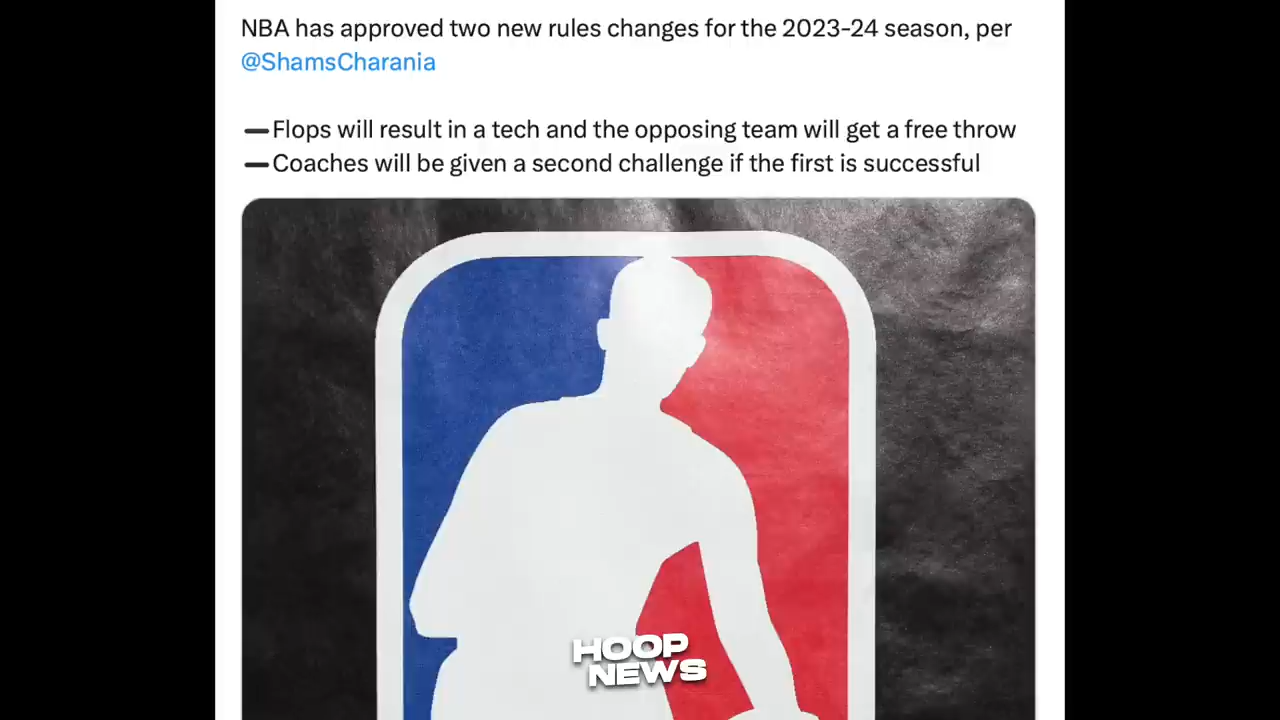 NBA has approved two new rules changes for the 2023-24 season, per
@ShamsCharania
—Flops will result in a tech and the opposing team will get a free throw
—Coaches will be given a second challenge if the first is successful
HOOP
NEWS